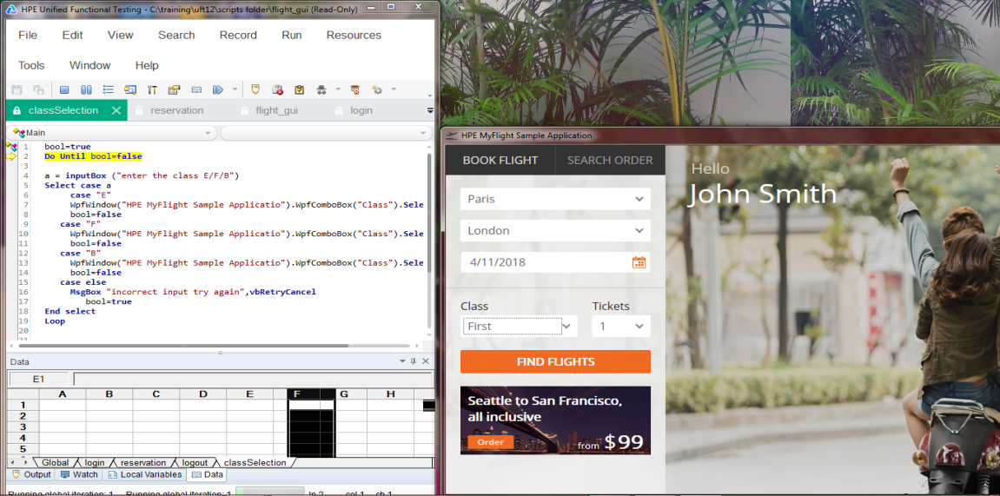 HPE Unified Functional Testing - C:\training\uft12\scripts folder\flight_gui (Read-Only)
File Edit View Search Record Run Resources
Tools Window Help
classSelection reservation flight_gui login
Main
1 bool=true
2 Do Until bool=false
3
4 a = inputBox ("enter the class E/F/B")
5 Select case a
6 case "E"
7 WpfWindow("HPE MyFlight Sample Applicatio").WpfComboBox("Class").Sele
8 bool=false
9 case "F"
10 WpfWindow("HPE MyFlight Sample Applicatio").WpfComboBox("Class").Sele
11 bool=false
12 case "B"
13 WpfWindow("HPE MyFlight Sample Applicatio").WpfComboBox("Class").Sele
14 bool=false
15 case else
16 MsgBox "incorrect input try again",vbRetryCancel
17 bool=true
18 End select
19 Loop
20
21
Data
E1
A B C D E F G H
1
2
3
4
5
Global login reservation logout classSelection
Output Watch Local Variables Data
Running global iteration: 1 Running global iteration: 1 ln 2 col 1 ch 1
HPE MyFlight Sample Application
BOOK FLIGHT SEARCH ORDER
Paris
London
4/11/2018
Class Tickets
First 1
FIND FLIGHTS
Seattle to San Francisco,
all inclusive
Order from $99
Hello
John Smith